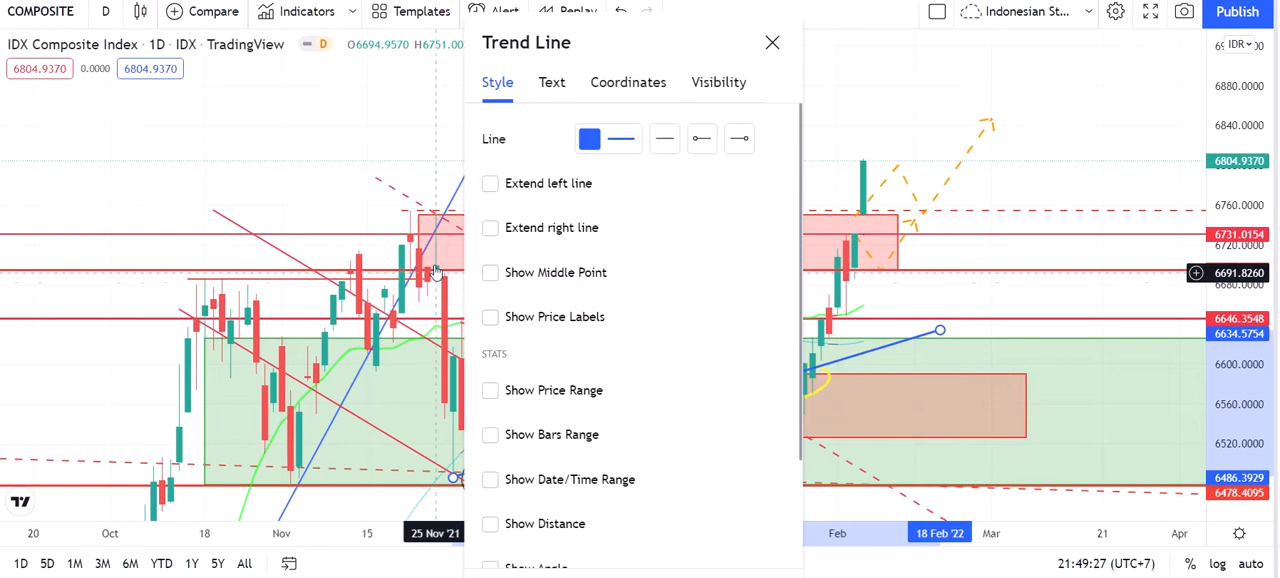 COMPOSITE D Compare Indicators Templates Alert Replay Indonesian St... Publish
IDX Composite Index · 1D · IDX · TradingView D O6694.9570 H6751.00
6804.9370 0.0000 6804.9370
IDR
Trend Line
Style Text Coordinates Visibility
Line
Extend left line
Extend right line
Show Middle Point
Show Price Labels
STATS
Show Price Range
Show Bars Range
Show Date/Time Range
Show Distance
Show Angle
6880.0000
6840.0000
6804.9370
6760.0000
6731.0154
6720.0000
6691.8260
6680.0000
6646.3548
6634.5754
6600.0000
6560.0000
6520.0000
6486.3929
6478.4095
20 Oct 18 Nov 15 25 Nov '21 Feb 18 Feb '22 Mar 21 Apr
1D 5D 1M 3M 6M YTD 1Y 5Y All 21:49:27 (UTC+7) % log auto